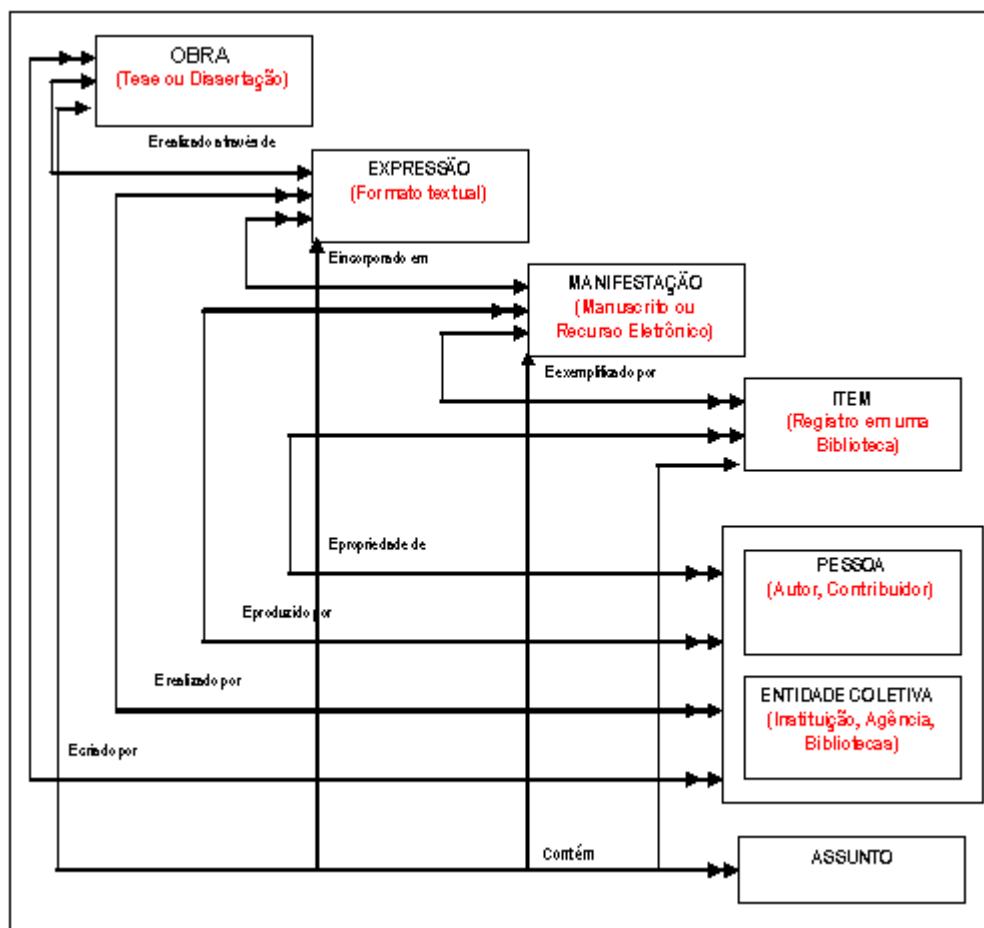 OBRA
(Tese ou Dissertação)
E realizado através de
EXPRESSÃO
(Formato textual)
E incorporado em
MANIFESTAÇÃO
(Manuscrito ou
Recurso Eletrônico)
E exemplificado por
ITEM
(Registro em uma
Biblioteca)
E propriedade de
PESSOA
(Autor, Contribuidor)
E produzido por
E realizado por
ENTIDADE COLETIVA
(Instituição, Agência,
Bibliotecas)
E criado por
Contém
ASSUNTO